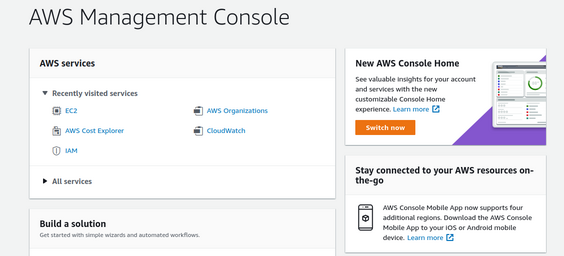 AWS Management Console
AWS services
Recently visited services
EC2
AWS Organizations
AWS Cost Explorer
CloudWatch
IAM
All services
Build a solution
Get started with simple wizards and automated workflows.
New AWS Console Home
See valuable insights for your account
and services with the new
customizable Console Home
experience. Learn more
Switch now
Stay connected to your AWS resources on-
the-go
AWS Console Mobile App now supports four
additional regions. Download the AWS Console
Mobile App to your iOS or Android mobile
device. Learn more